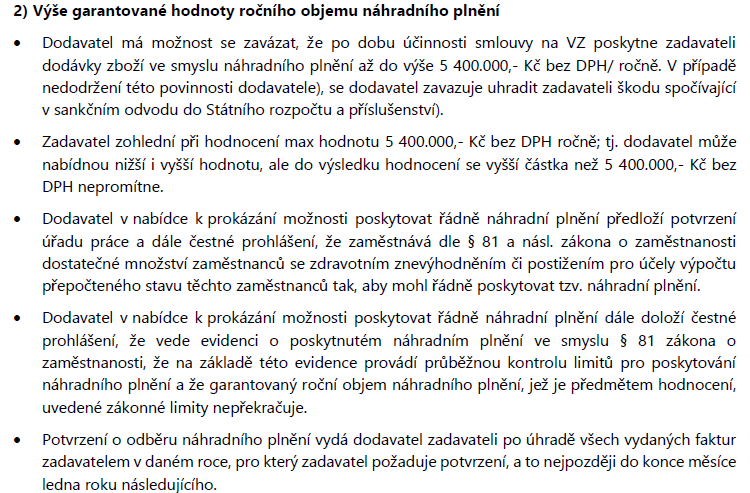 2) Výše garantované hodnoty ročního objemu náhradního plnění
• Dodavatel má možnost se zavázat, že po dobu účinnosti smlouvy na VZ poskytne zadavateli
dodávky zboží ve smyslu náhradního plnění až do výše 5 400.000,- Kč bez DPH/ ročně. V případě
nedodržení této povinnosti dodavatele), se dodavatel zavazuje uhradit zadavateli škodu spočívající
v sankčním odvodu do Státního rozpočtu a příslušenství).
• Zadavatel zohlední při hodnocení max hodnotu 5 400.000,- Kč bez DPH ročně; tj. dodavatel může
nabídnou nižší i vyšší hodnotu, ale do výsledku hodnocení se vyšší částka než 5 400.000,- Kč bez
DPH nepromítne.
• Dodavatel v nabídce k prokázání možnosti poskytovat řádně náhradní plnění předloží potvrzení
úřadu práce a dále čestné prohlášení, že zaměstnává dle § 81 a násl. zákona o zaměstnanosti
dostatečné množství zaměstnanců se zdravotním znevýhodněním či postižením pro účely výpočtu
přepočteného stavu těchto zaměstnanců tak, aby mohl řádně poskytovat tzv. náhradní plnění.
• Dodavatel v nabídce k prokázání možnosti poskytovat řádně náhradní plnění dále doloží čestné
prohlášení, že vede evidenci o poskytnutém náhradním plnění ve smyslu § 81 zákona o
zaměstnanosti, že na základě této evidence provádí průběžnou kontrolu limitů pro poskytování
náhradního plnění a že garantovaný roční objem náhradního plnění, jež je předmětem hodnocení,
uvedené zákonné limity nepřekračuje.
• Potvrzení o odběru náhradního plnění vydá dodavatel zadavateli po úhradě všech vydaných faktur
zadavatelem v daném roce, pro který zadavatel požaduje potvrzení, a to nejpozději do konce měsíce
ledna roku následujícího.